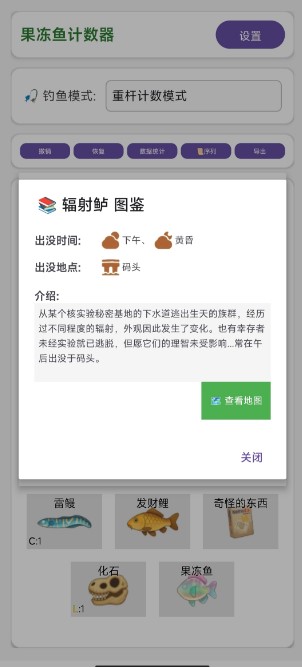 果冻鱼计数器
设置
🎣 钓鱼模式:
重杆计数模式
撤销
恢复
数据统计
📜序列
导出
📚 辐射鲈 图鉴
出没时间:
下午、
黄昏
出没地点:
码头
介绍:
从某个核实验秘密基地的下水道逃出生天的族群，经历
过不同程度的辐射，外观因此发生了变化。也有幸存者
未经实验就已逃脱，但愿它们的理智未受影响...常在午
后出没于码头。
🗺️ 查看地图
关闭
雷鳗
发财鲤
奇怪的东西
C:1
化石
果冻鱼
L:1